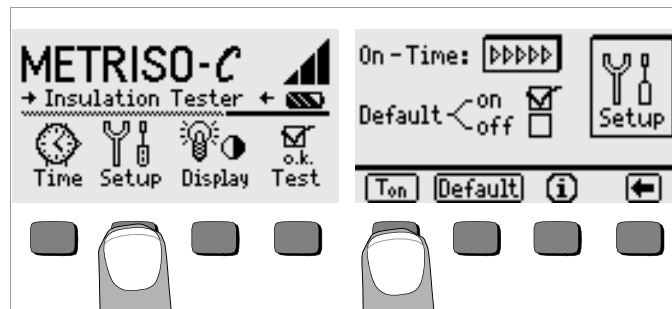 METRISO-C
→ Insulation Tester ←
Time Setup Display o.k. Test
On-Time: ▷▷▷▷▷
Default on
off
Setup
Ton Default i ←